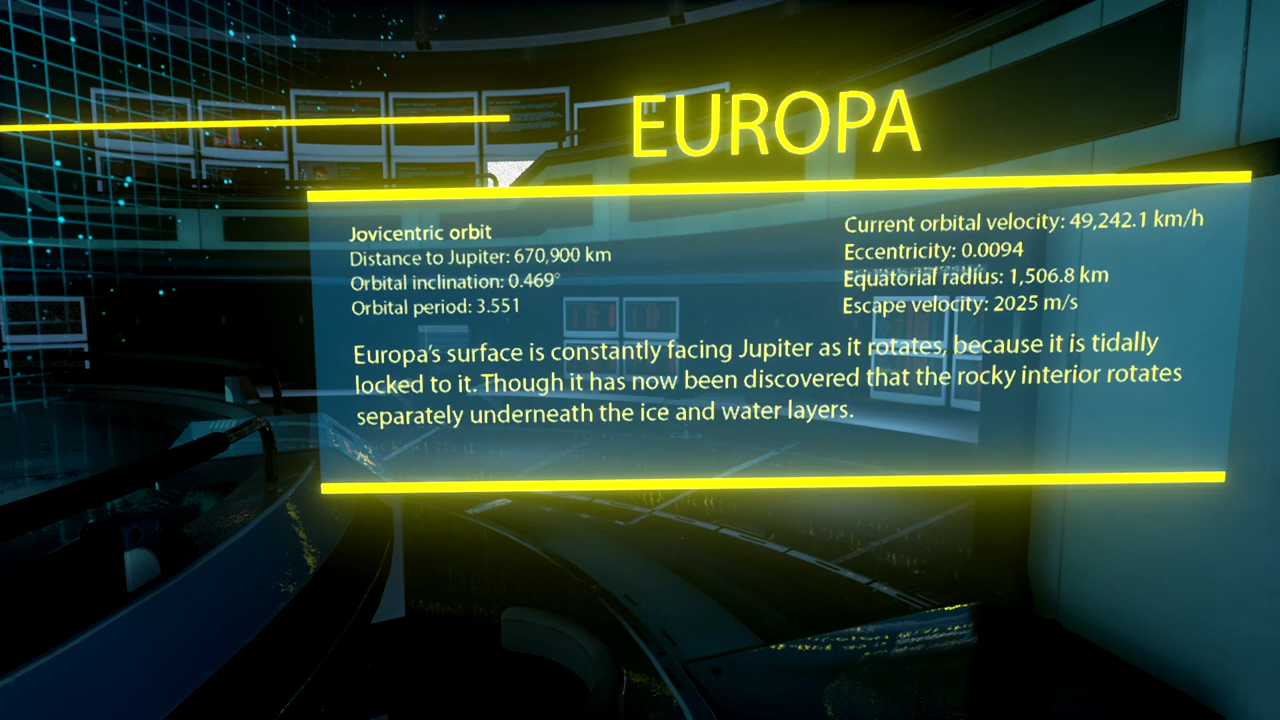 EUROPA
Jovicentric orbit
Distance to Jupiter: 670,900 km
Orbital inclination: 0.469°
Orbital period: 3.551
Current orbital velocity: 49,242.1 km/h
Eccentricity: 0.0094
Equatorial radius: 1,506.8 km
Escape velocity: 2025 m/s
Europa's surface is constantly facing Jupiter as it rotates, because it is tidally
locked to it. Though it has now been discovered that the rocky interior rotates
separately underneath the ice and water layers.